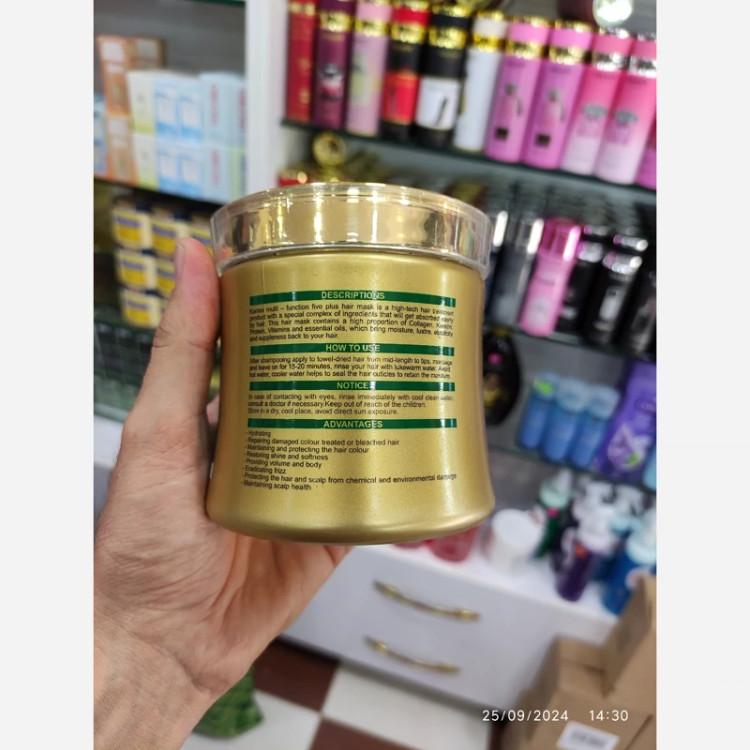 DESCRIPTIONS
multi – function five plus hair mask is a high-tech hair treatment
product with a special complex of ingredients that will get absorbed easily
by hair. This hair mask contains a high proportion of Collagen, Keratin,
Protein, Vitamins and essential oils, which bring moisture, lustre, elasticity
and suppleness back to your hair.
HOW TO USE
After shampooing apply to towel-dried hair from mid-length to tips, massage
and leave on for 15-20 minutes, rinse your hair with lukewarm water. Avoid
hot water, cooler water helps to seal the hair cuticles to retain the moisture.
NOTICE
In case of contacting with eyes, rinse immediately with cool clean water,
consult a doctor if necessary.Keep out of reach of the children.
Store in a dry, cool place, avoid direct sun exposure.
ADVANTAGES
- Hydrating
- Repairing damaged colour treated or bleached hair
- Maintaining and protecting the hair colour
- Restoring shine and softness
- Providing volume and body
- Eradicating frizz
- Protecting the hair and scalp from chemical and environmental damage
- Maintaining scalp health
25/09/2024 14:30